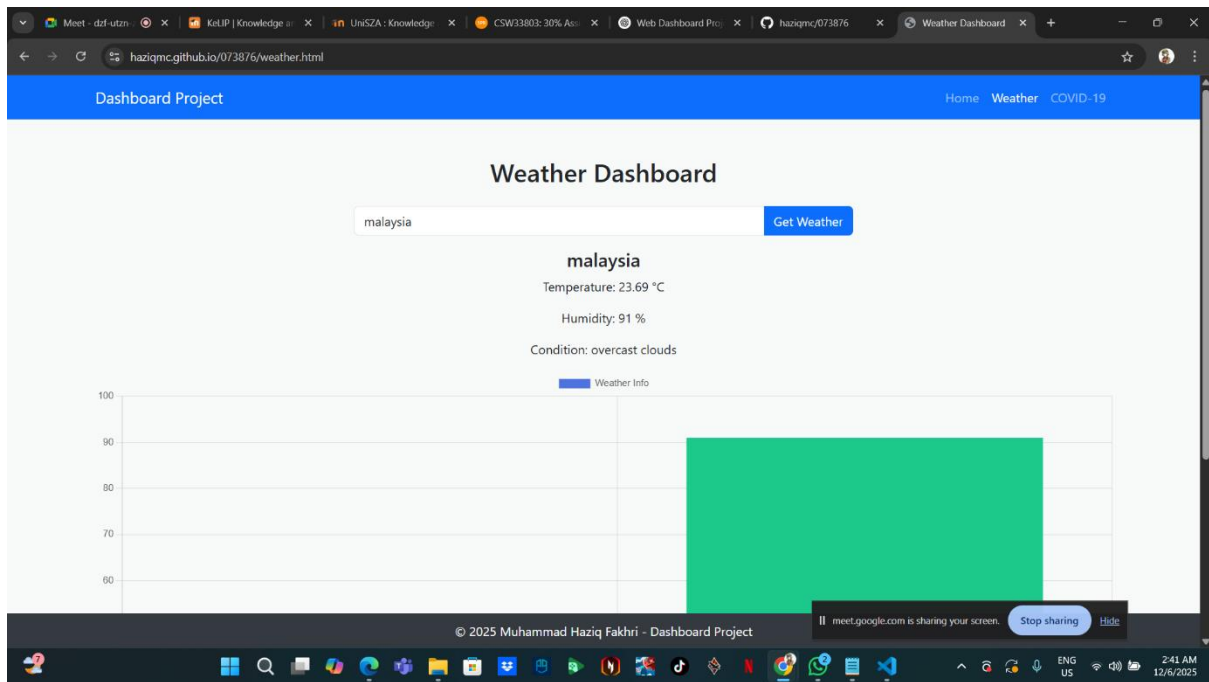 Meet - dzf-utzn-
KeLIP | Knowledge a
UniSZA : Knowledge
CSW33803: 30% Ass
Web Dashboard Proj
haziqmc/073876
Weather Dashboard
haziqmc.github.io/073876/weather.html
Dashboard Project
Home Weather COVID-19
Weather Dashboard
malaysia
Get Weather
malaysia
Temperature: 23.69 °C
Humidity: 91 %
Condition: overcast clouds
Weather Info
100
90
80
70
60
© 2025 Muhammad Haziq Fakhri - Dashboard Project
meet.google.com is sharing your screen.
Stop sharing
Hide
ENG
US
2:41 AM
12/6/2025